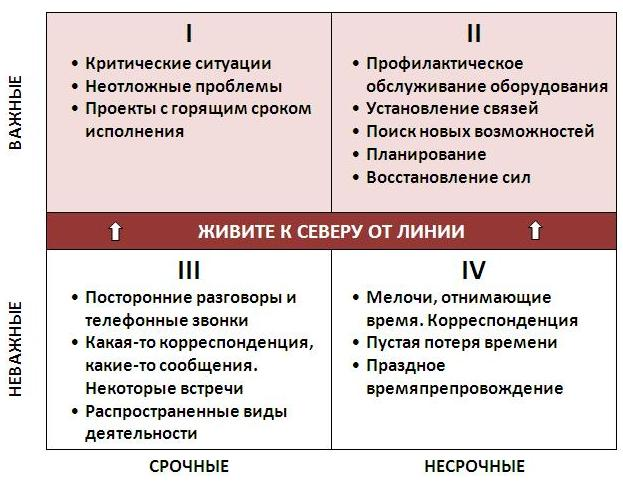 ВАЖНЫЕ
I
• Критические ситуации
• Неотложные проблемы
• Проекты с горящим сроком
исполнения
II
• Профилактическое
обслуживание оборудования
• Установление связей
• Поиск новых возможностей
• Планирование
• Восстановление сил
ЖИВИТЕ К СЕВЕРУ ОТ ЛИНИИ
НЕВАЖНЫЕ
III
• Посторонние разговоры и
телефонные звонки
• Какая-то корреспонденция,
какие-то сообщения.
Некоторые встречи
• Распространенные виды
деятельности
IV
• Мелочи, отнимающие
время. Корреспонденция
• Пустая потеря времени
• Праздное
времяпрепровождение
СРОЧНЫЕ
НЕСРОЧНЫЕ